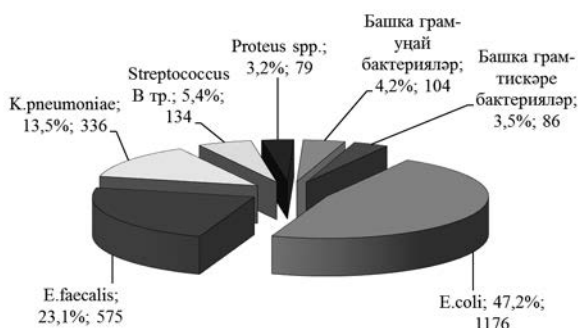 Proteus spp.;
3,2%; 79
Башка грам-
уңай
бактерияләр;
4,2%; 104
Башка грам-
тискәре
бактерияләр;
3,5%; 86
Streptococcus
В тр.; 5,4%;
134
K.pneumoniae;
13,5%; 336
E.faecalis;
23,1%; 575
E.coli; 47,2%;
1176